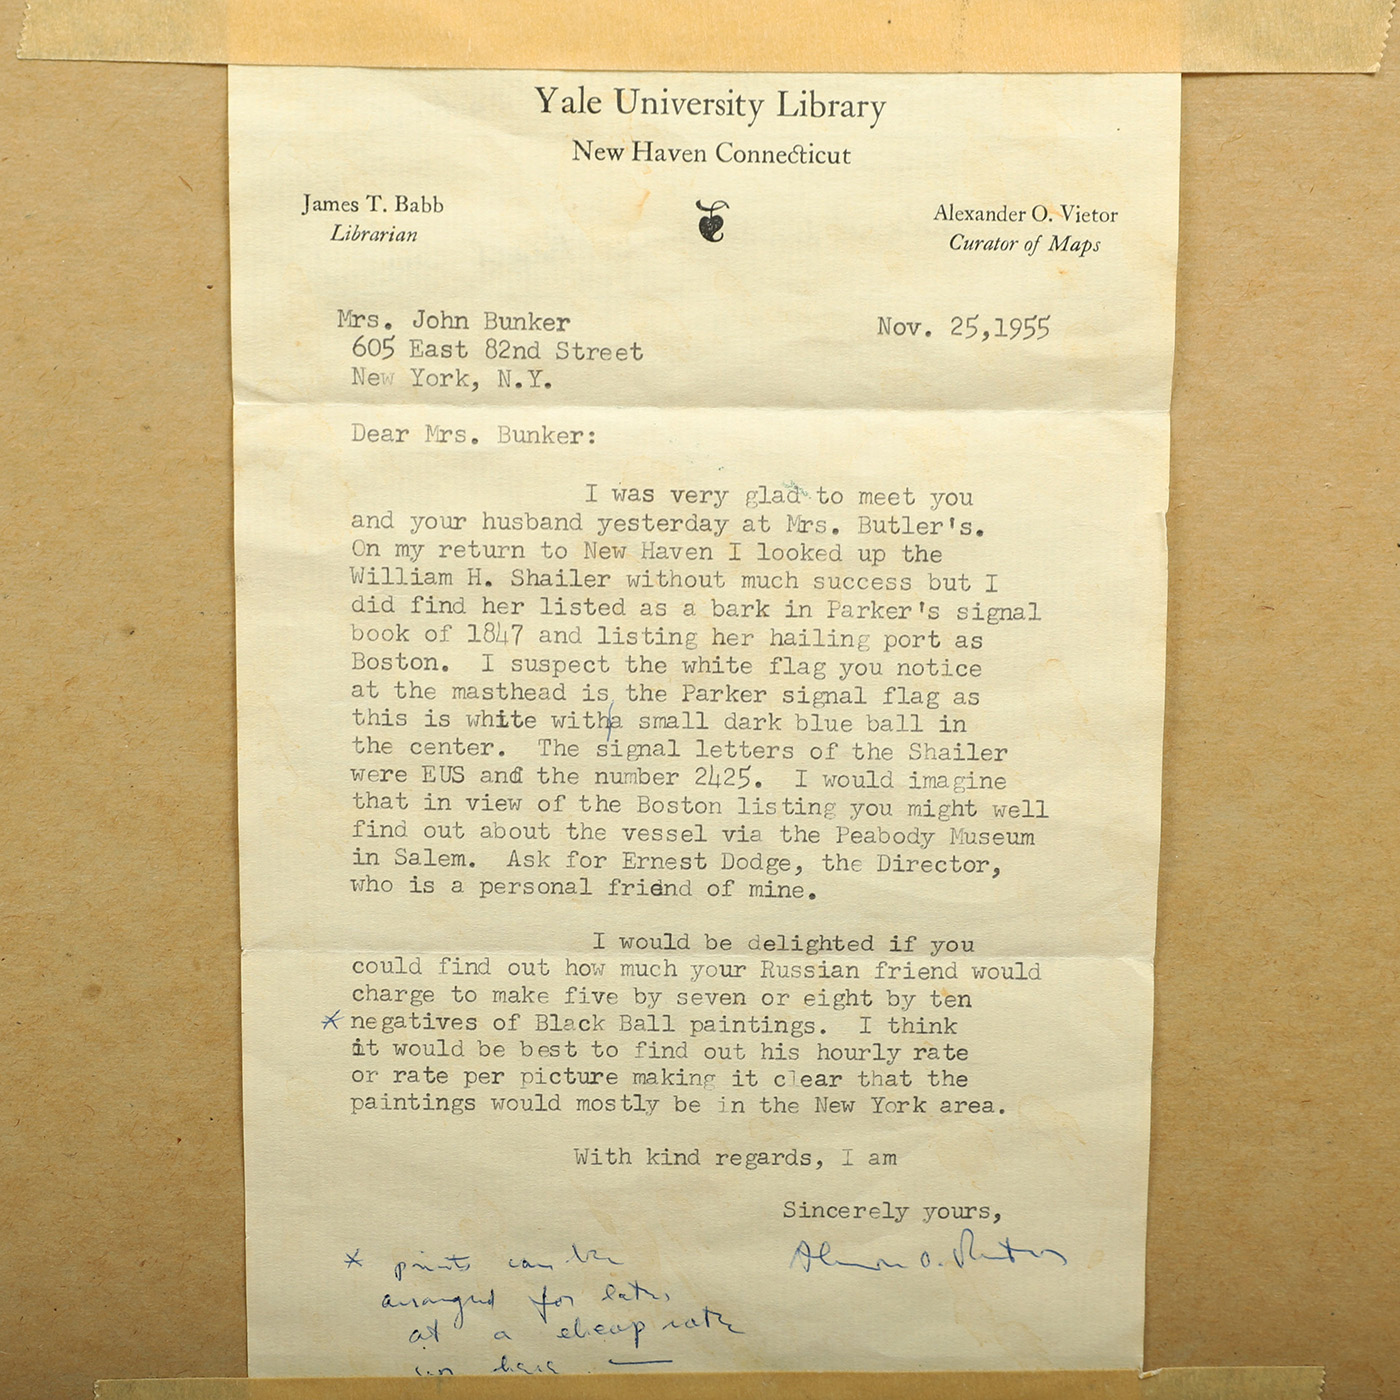 Yale University Library
New Haven Connecticut
James T. Babb
Librarian
Alexander O. Vietor
Curator of Maps
Mrs. John Bunker
605 East 82nd Street
New York, N.Y.
Nov. 25,1955
Dear Mrs. Bunker:
I was very glad to meet you
and your husband yesterday at Mrs. Butler's.
On my return to New Haven I looked up the
William H. Shailer without much success but I
did find her listed as a bark in Parker's signal
book of 1847 and listing her hailing port as
Boston. I suspect the white flag you notice
at the masthead is the Parker signal flag as
this is white with a small dark blue ball in
the center. The signal letters of the Shailer
were EUS and the number 2425. I would imagine
that in view of the Boston listing you might well
find out about the vessel via the Peabody Museum
in Salem. Ask for Ernest Dodge, the Director,
who is a personal friend of mine.
I would be delighted if you
could find out how much your Russian friend would
charge to make five by seven or eight by ten
* negatives of Black Ball paintings. I think
it would be best to find out his hourly rate
or rate per picture making it clear that the
paintings would mostly be in the New York area.
With kind regards, I am
Sincerely yours,
Alexander O. Vietor
* prints can be
arranged for later
at a cheap rate